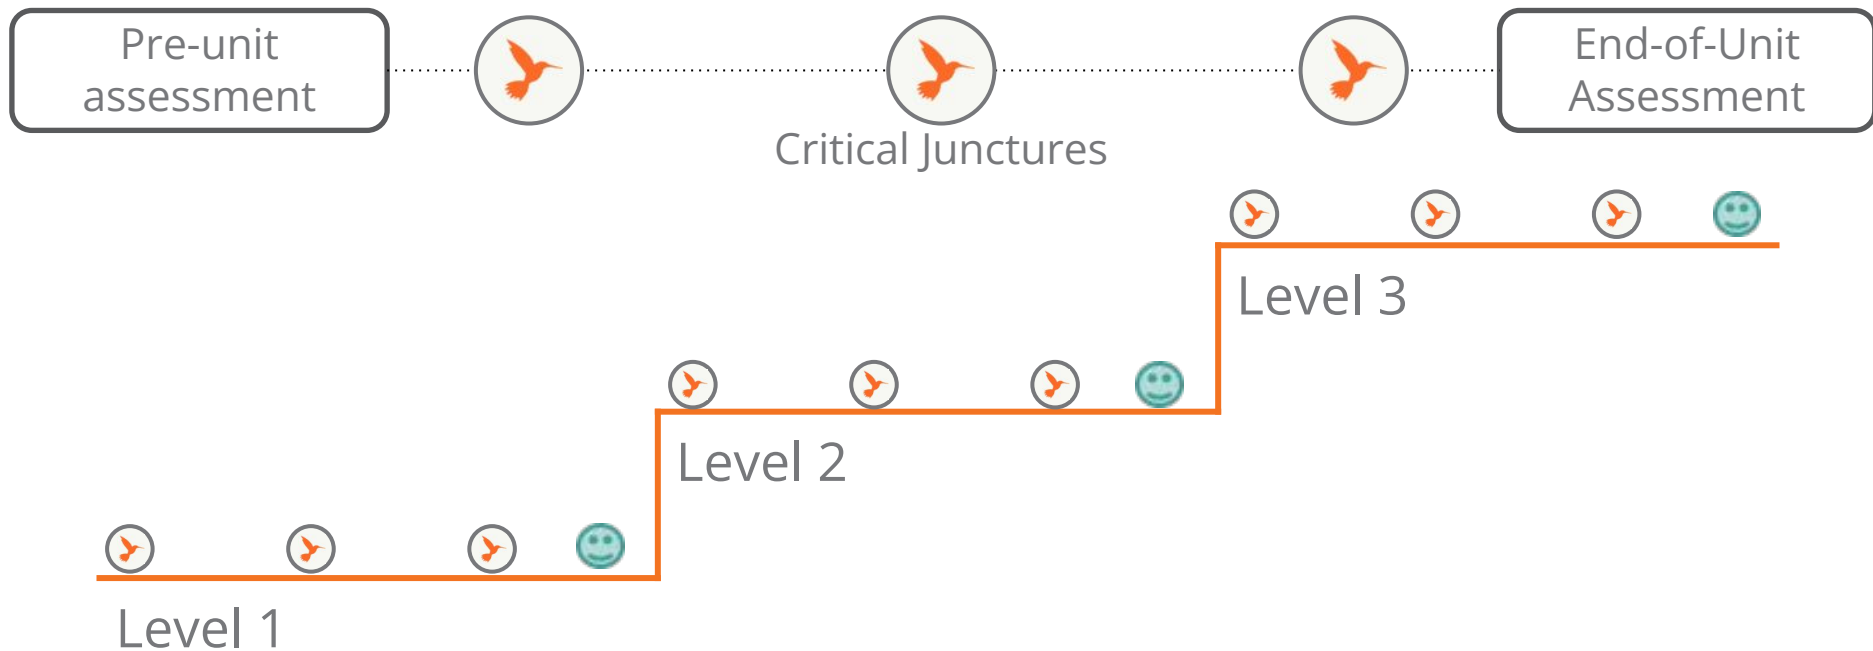 Pre-unit
assessment
End-of-Unit
Assessment
Critical Junctures
Level 3
Level 2
Level 1